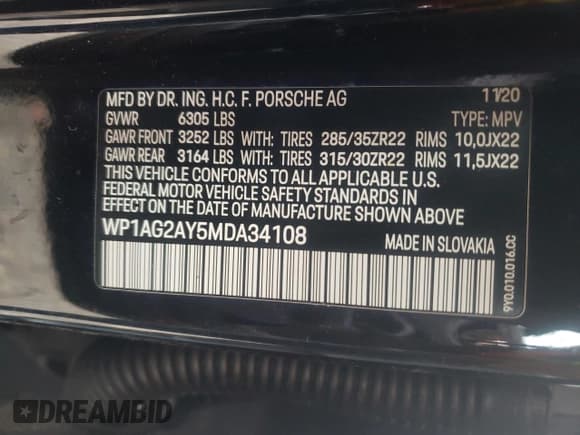 MFD BY DR. ING. H.C. F. PORSCHE AG 11/20
GVWR 6305 LBS TYPE: MPV
GAWR FRONT 3252 LBS WITH: TIRES 285/35ZR22 RIMS 10,0JX22
GAWR REAR 3164 LBS WITH: TIRES 315/30ZR22 RIMS 11,5JX22
THIS VEHICLE CONFORMS TO ALL APPLICABLE U.S.
FEDERAL MOTOR VEHICLE SAFETY STANDARDS IN
EFFECT ON THE DATE OF MANUFACTURE SHOWN ABOVE.
WP1AG2AY5MDA34108 MADE IN SLOVAKIA
9Y0.010.016.CC
DREAMBID